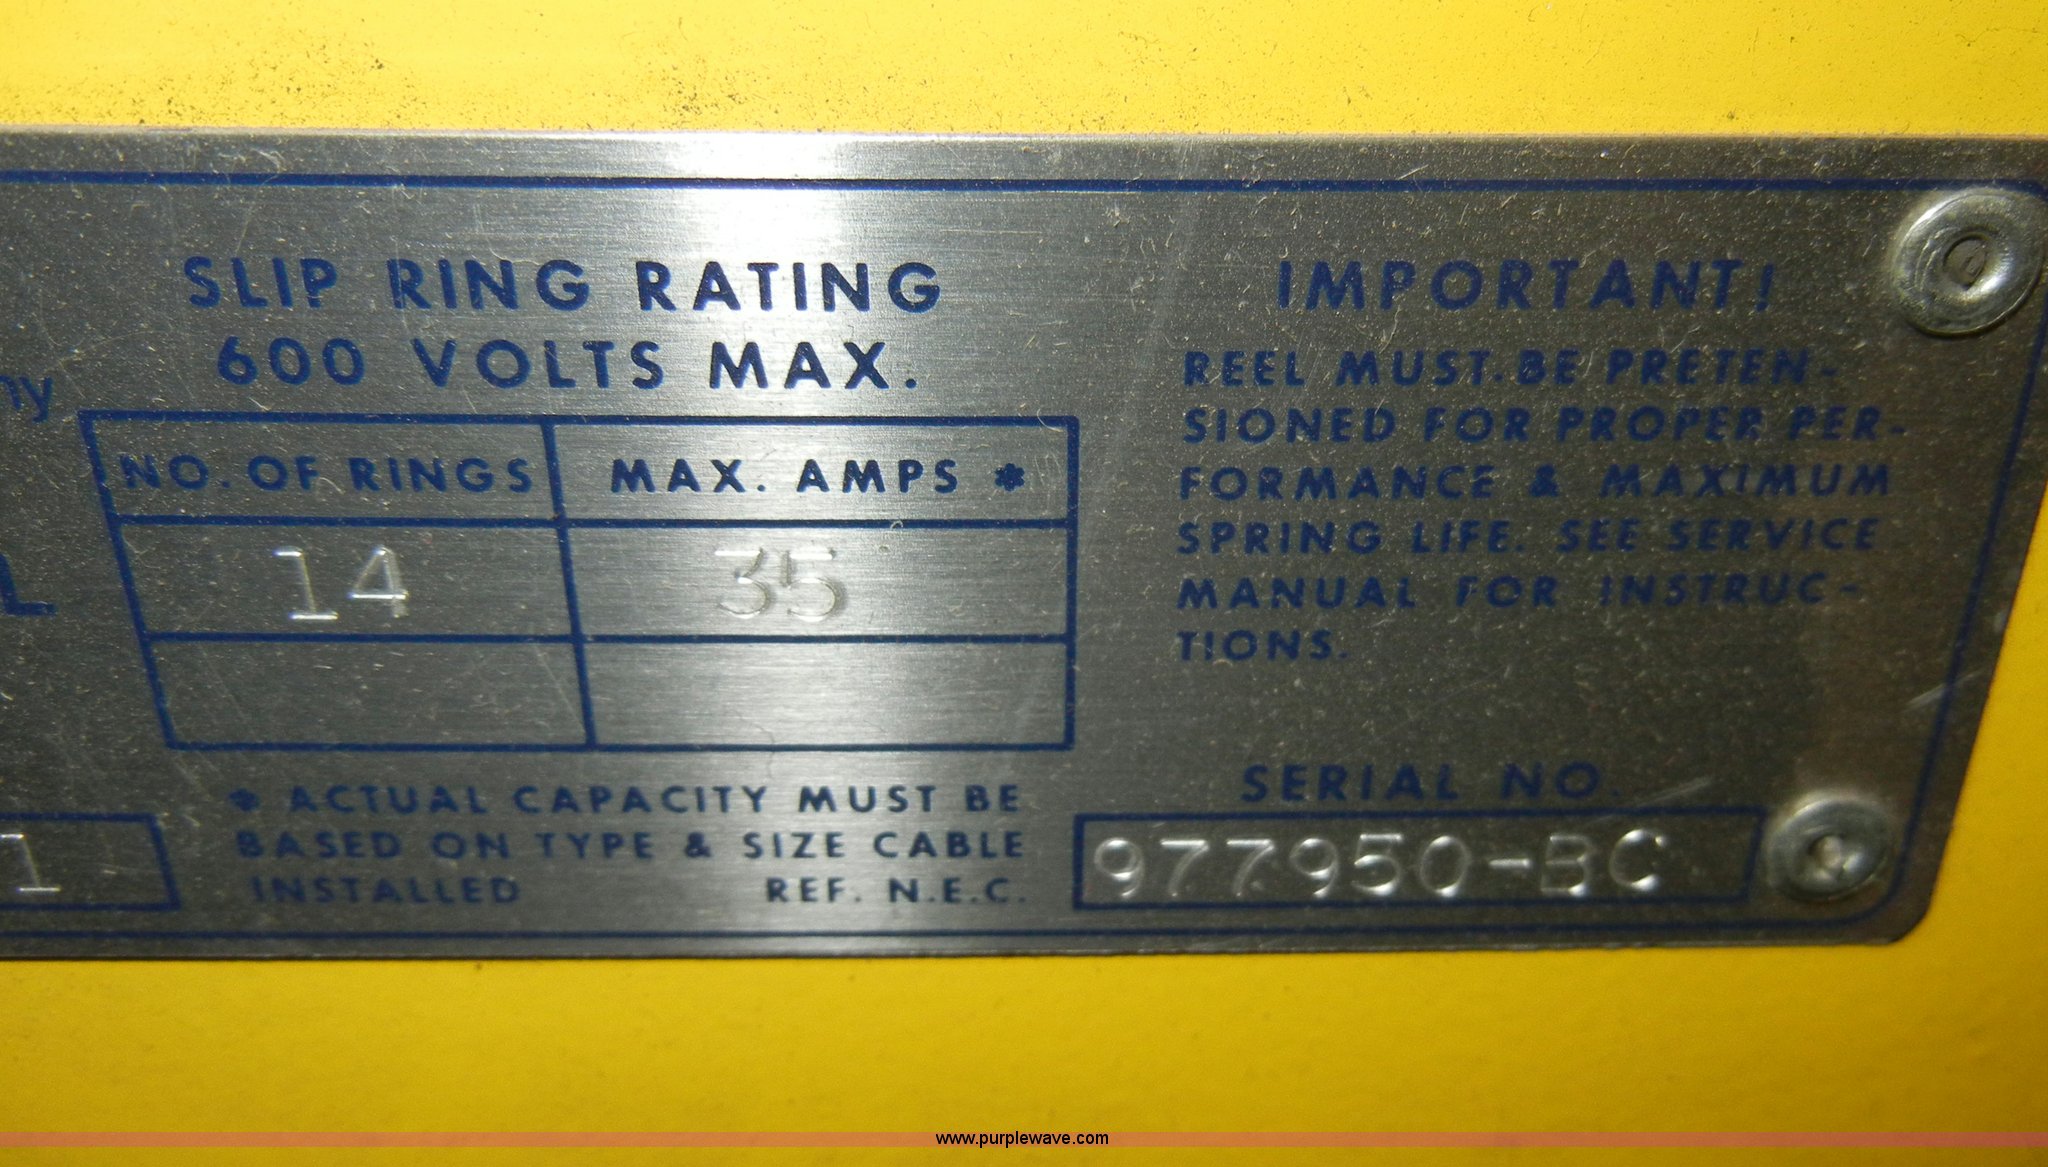 SLIP RING RATING
600 VOLTS MAX.
NO. OF RINGS MAX. AMPS *
14 35
* ACTUAL CAPACITY MUST BE
BASED ON TYPE & SIZE CABLE
INSTALLED REF. N.E.C.
1
IMPORTANT!
REEL MUST BE PRETEN-
SIONED FOR PROPER PER-
FORMANCE & MAXIMUM
SPRING LIFE. SEE SERVICE
MANUAL FOR INSTRUC-
TIONS.
SERIAL NO.
977950-BC
www.purplewave.com